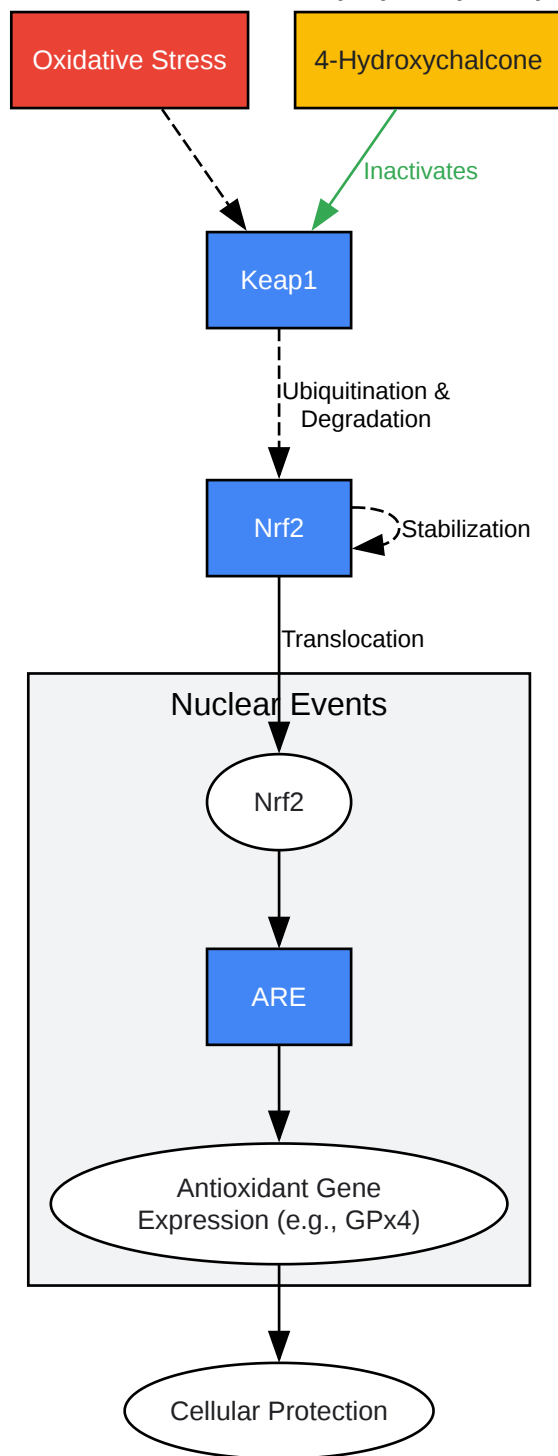 Oxidative Stress
4-Hydroxychalcone
Inactivates
Keap1
Ubiquitination &
Degradation
Nrf2
Stabilization
Translocation
Nuclear Events
Nrf2
ARE
Antioxidant Gene
Expression (e.g., GPx4)
Cellular Protection